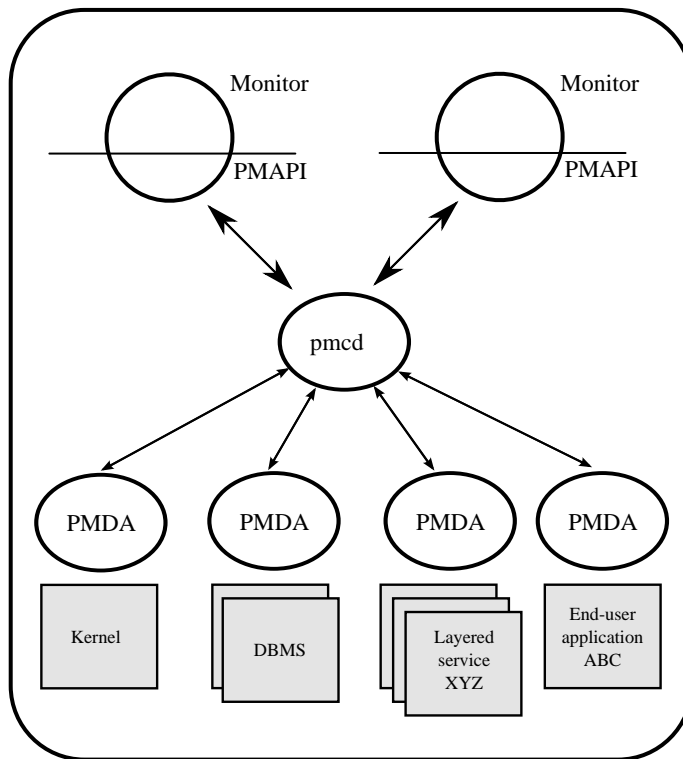 Monitor
Monitor
PMAPI
PMAPI
pmcd
PMDA
PMDA
PMDA
PMDA
Kernel
DBMS
Layered
service
XYZ
End-user
application
ABC